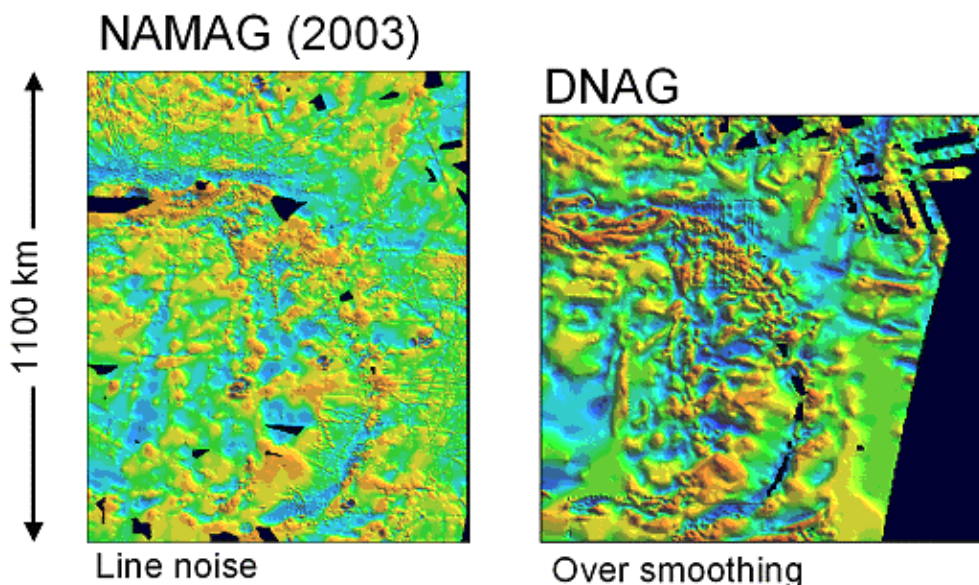 NAMAG (2003)
DNAG
1100 km
Line noise
Over smoothing